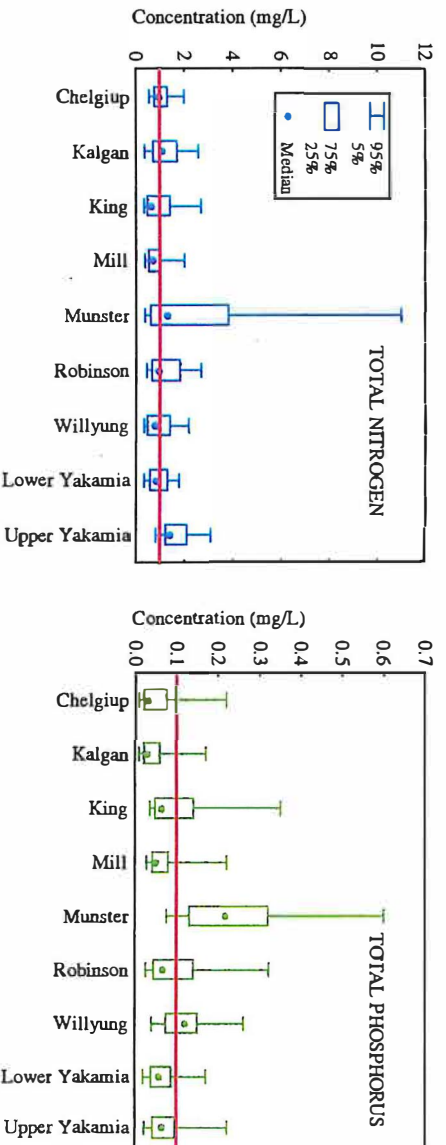 Concentration (mg/L)
0
2
4
6
8
10
12
Chelgiup
Kalgan
King
Mill
Munster
Robinson
Willyung
Lower Yakamia
Upper Yakamia
95%
5%
75%
25%
Median
TOTAL NITROGEN
Concentration (mg/L)
0.0
0.1
0.2
0.3
0.4
0.5
0.6
0.7
Chelgiup
Kalgan
King
Mill
Munster
Robinson
Willyung
Lower Yakamia
Upper Yakamia
TOTAL PHOSPHORUS